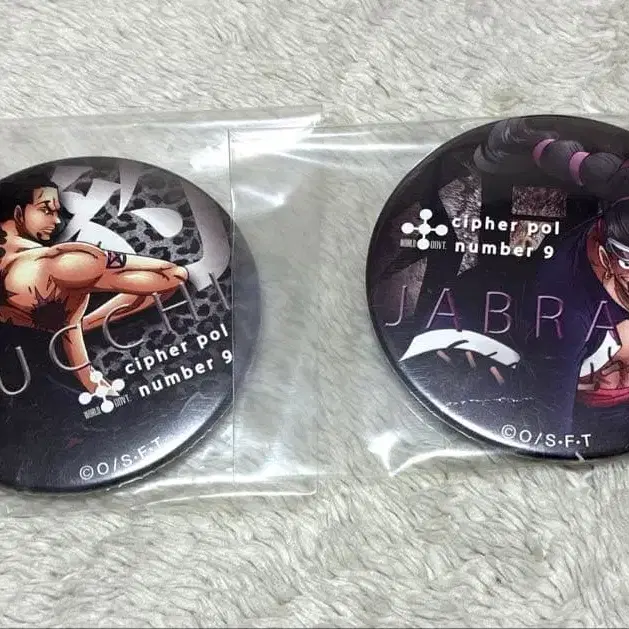 UCCHI
cipher pol
number 9
WORLD GOVT.
©O/S・F・T
cipher pol
number 9
WORLD GOVT.
JABRA
©O/S・F・T